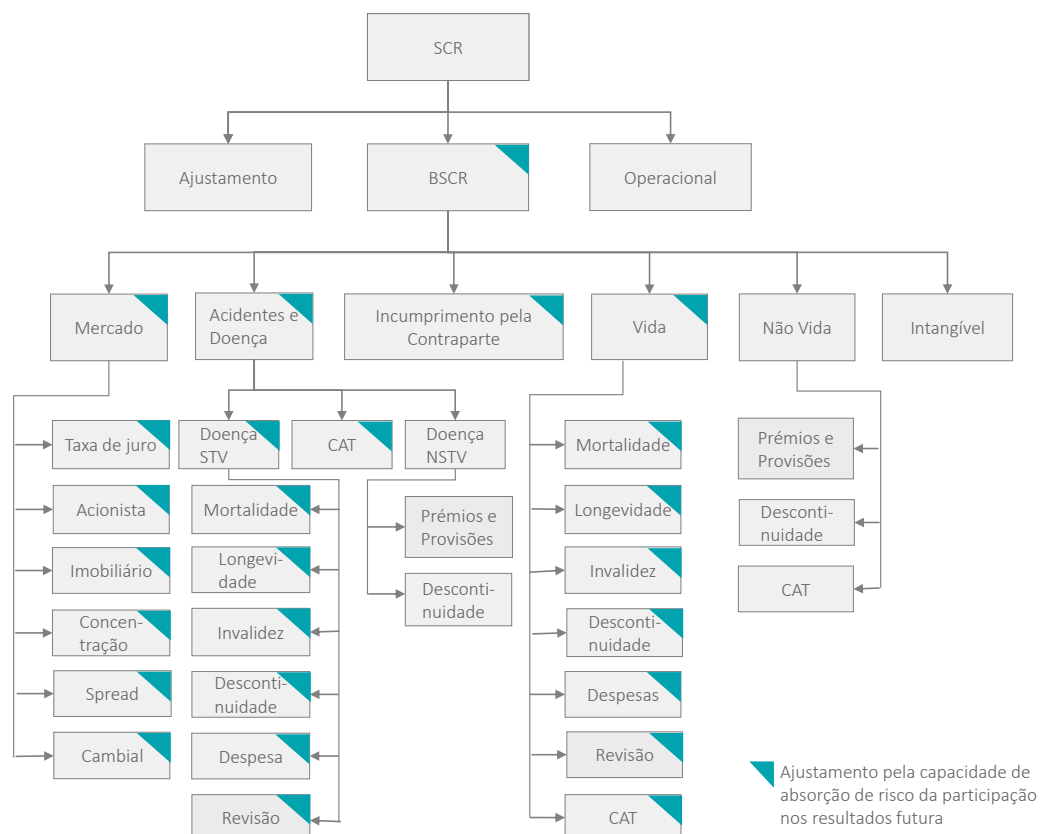 SCR
Ajustamento
BSCR
Operacional
Mercado
Acidentes e
Doença
Incumprimento pela
Contraparte
Vida
Não Vida
Intangível
Taxa de juro
Acionista
Imobiliário
Concen-
tração
Spread
Cambial
Doença
STV
CAT
Doença
NSTV
Mortalidade
Longevi-
dade
Invalidez
Desconti-
nuidade
Despesa
Revisão
Prémios e
Provisões
Desconti-
nuidade
Mortalidade
Longevidade
Invalidez
Desconti-
nuidade
Despesas
Revisão
CAT
Prémios e
Provisões
Desconti-
nuidade
CAT
Ajustamento pela capacidade de
absorção de risco da participação
nos resultados futura